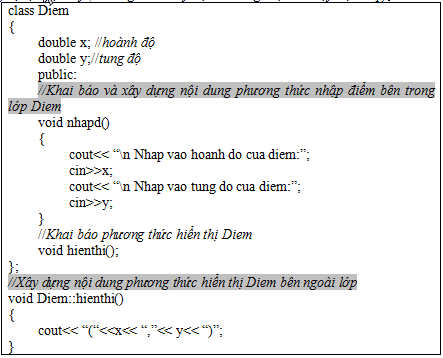 class Diem
{
double x; //hoành độ
double y;//tung độ
public:
//Khai báo và xây dựng nội dung phương thức nhập điểm bên trong
lớp Diem
void nhapd()
{
cout<< “\n Nhap vao hoanh do cua diem:”;
cin>>x;
cout<< “\n Nhap vao tung do cua diem:”;
cin>>y;
}
//Khai báo phương thức hiển thị Diem
void hienthi();
};
//Xây dựng nội dung phương thức hiển thị Diem bên ngoài lớp
void Diem::hienthi()
{
cout<< “(“<<x<< “,”<< y<< “)”;
}